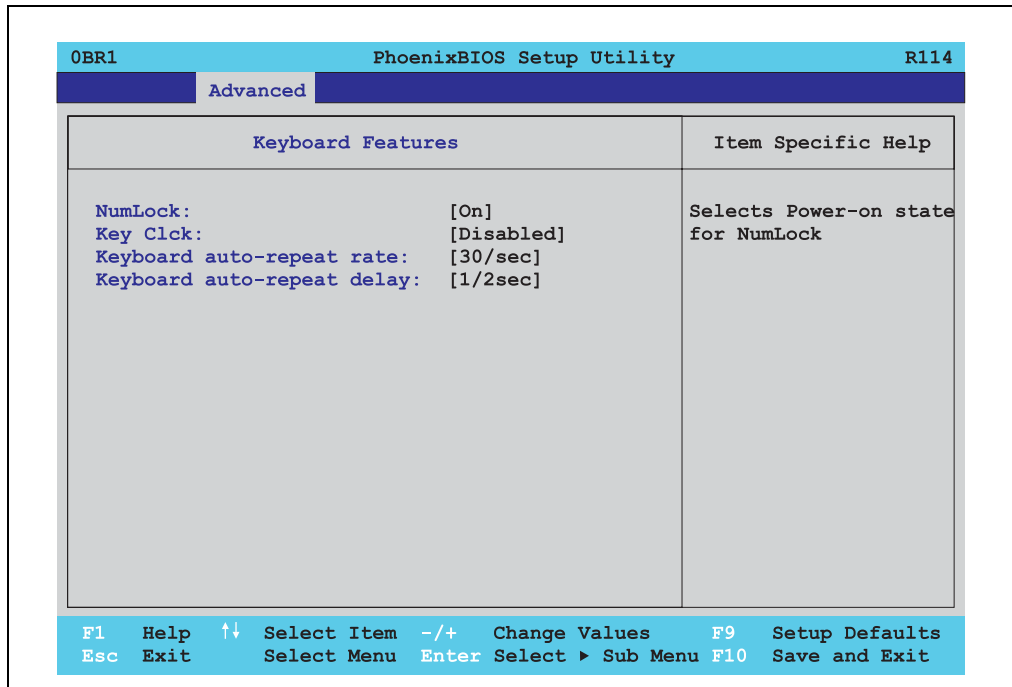 0BR1 PhoenixBIOS Setup Utility R114
Advanced
Keyboard Features
Item Specific Help
NumLock: [On]
Key Clck: [Disabled]
Keyboard auto-repeat rate: [30/sec]
Keyboard auto-repeat delay: [1/2sec]
Selects Power-on state
for NumLock
F1 Help ↑↓ Select Item -/+ Change Values F9 Setup Defaults
Esc Exit Select Menu Enter Select ▶ Sub Menu F10 Save and Exit